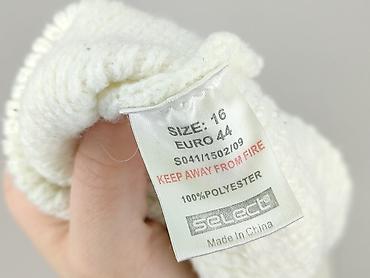 SIZE: 16
EURO 44
S041/1502/09
KEEP AWAY FROM FIRE
100%POLYESTER
SELECT
Made In China